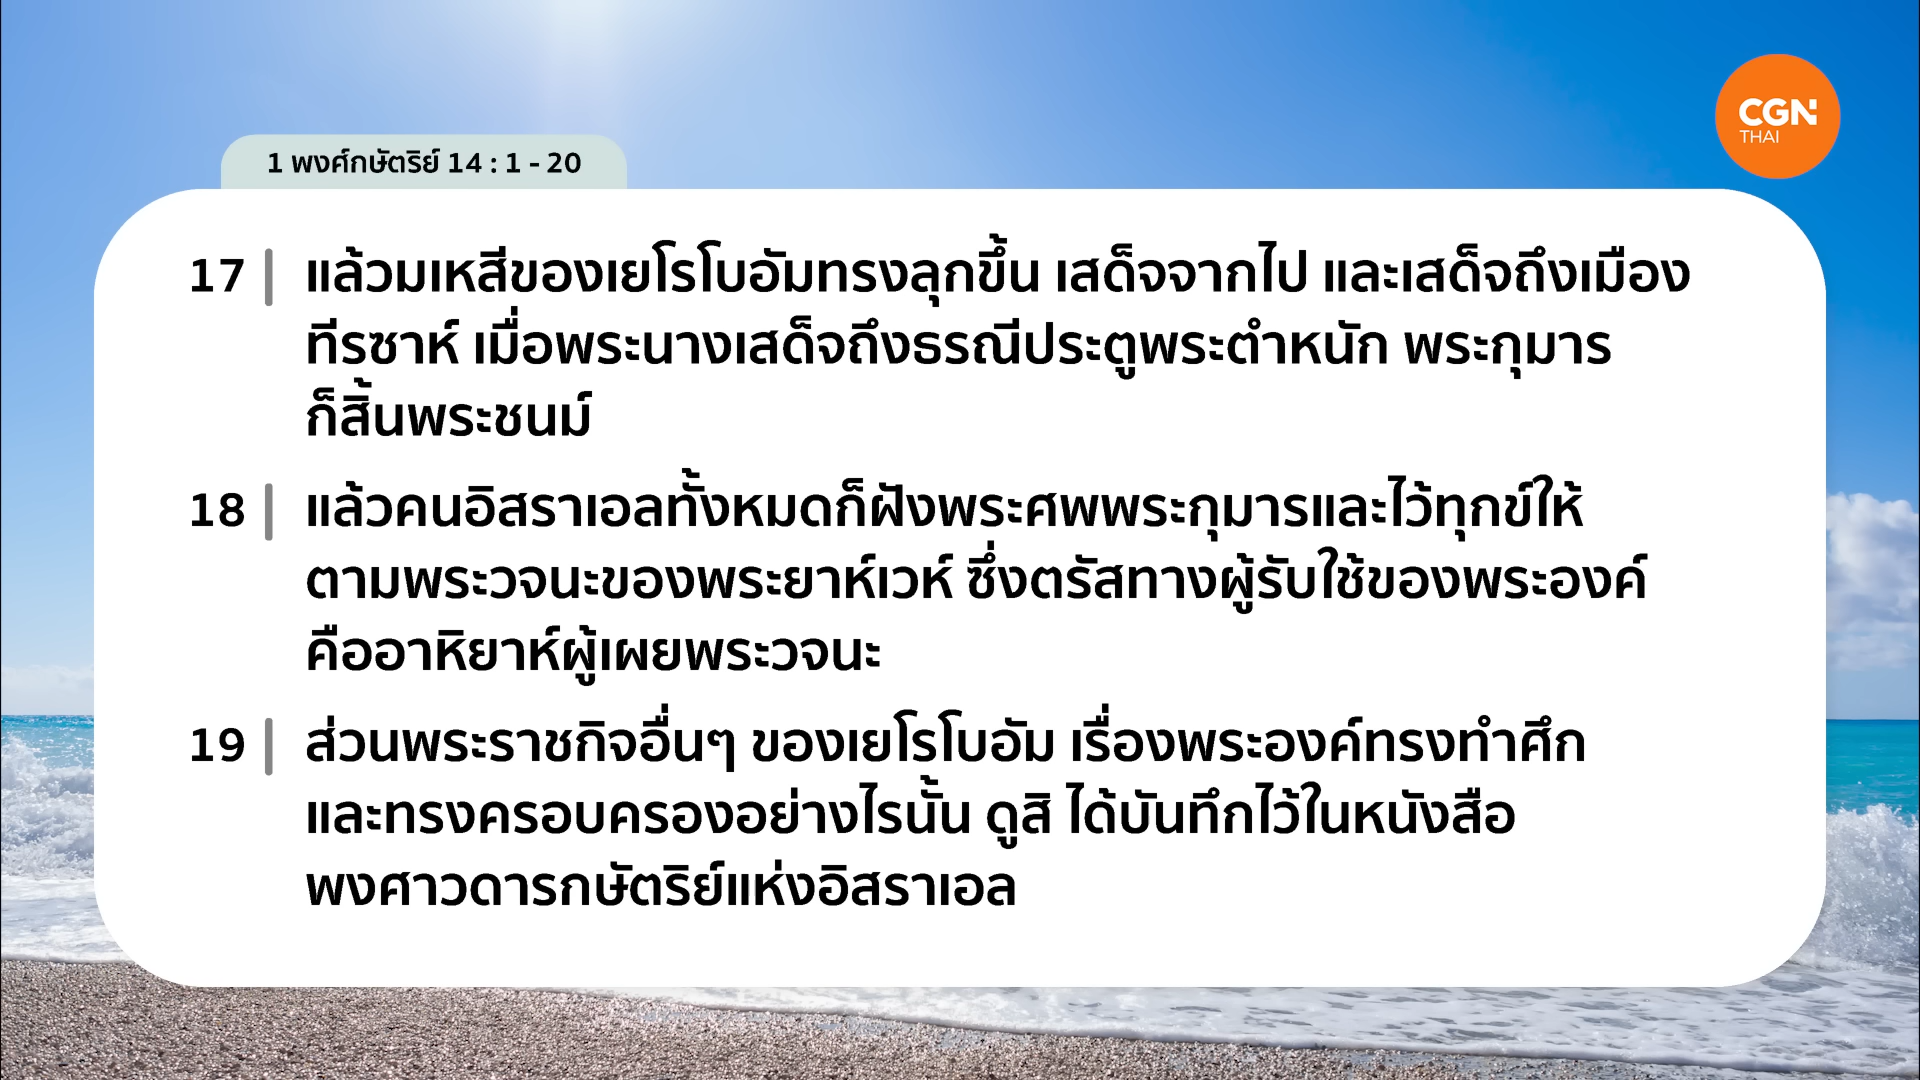 CGN
THAI
1 พงศ์กษัตริย์ 14 : 1 - 20
17 แล้วมเหสีของเยโรโบอัมทรงลุกขึ้น เสด็จจากไป และเสด็จถึงเมือง
ทีรซาห์ เมื่อพระนางเสด็จถึงธรณีประตูพระตำหนัก พระกุมาร
ก็สิ้นพระชนม์
18 แล้วคนอิสราเอลทั้งหมดก็ฝังพระศพพระกุมารและไว้ทุกข์ให้
ตามพระวจนะของพระยาห์เวห์ ซึ่งตรัสทางผู้รับใช้ของพระองค์
คืออาหิยาห์ผู้เผยพระวจนะ
19 ส่วนพระราชกิจอื่นๆ ของเยโรโบอัม เรื่องพระองค์ทรงทำศึก
และทรงครอบครองอย่างไรนั้น ดูสิ ได้บันทึกไว้ในหนังสือ
พงศาวดารกษัตริย์แห่งอิสราเอล